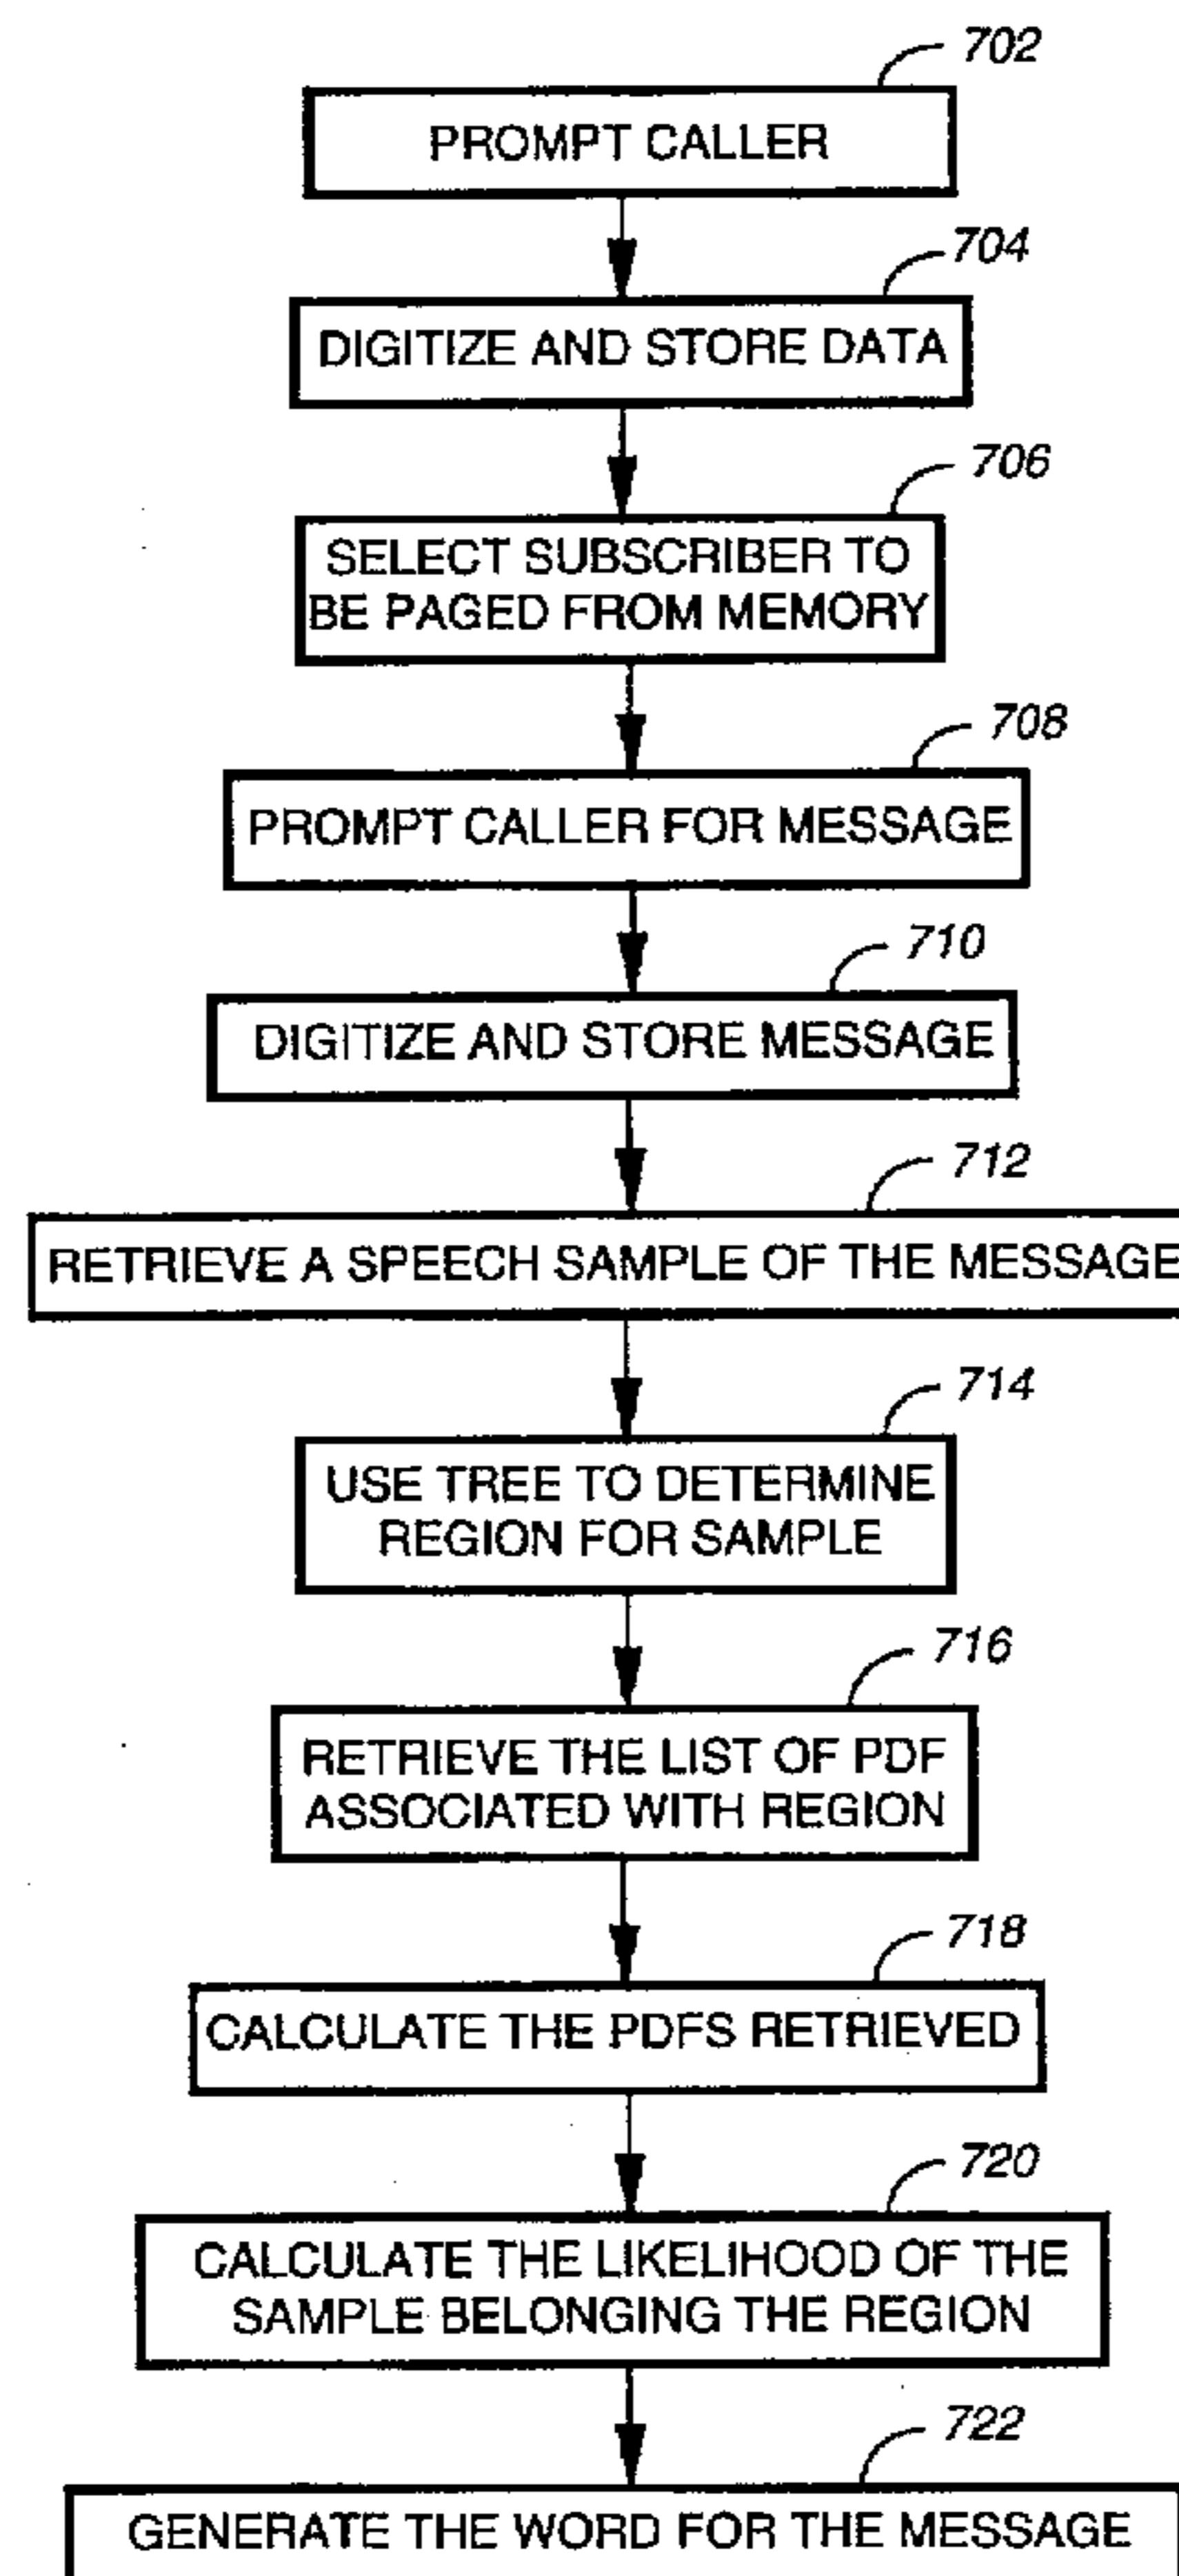 702
PROMPT CALLER
704
DIGITIZE AND STORE DATA
706
SELECT SUBSCRIBER TO
BE PAGED FROM MEMORY
708
PROMPT CALLER FOR MESSAGE
710
DIGITIZE AND STORE MESSAGE
712
RETRIEVE A SPEECH SAMPLE OF THE MESSAGE
714
USE TREE TO DETERMINE
REGION FOR SAMPLE
716
RETRIEVE THE LIST OF PDF
ASSOCIATED WITH REGION
718
CALCULATE THE PDFS RETRIEVED
720
CALCULATE THE LIKELIHOOD OF THE
SAMPLE BELONGING THE REGION
722
GENERATE THE WORD FOR THE MESSAGE